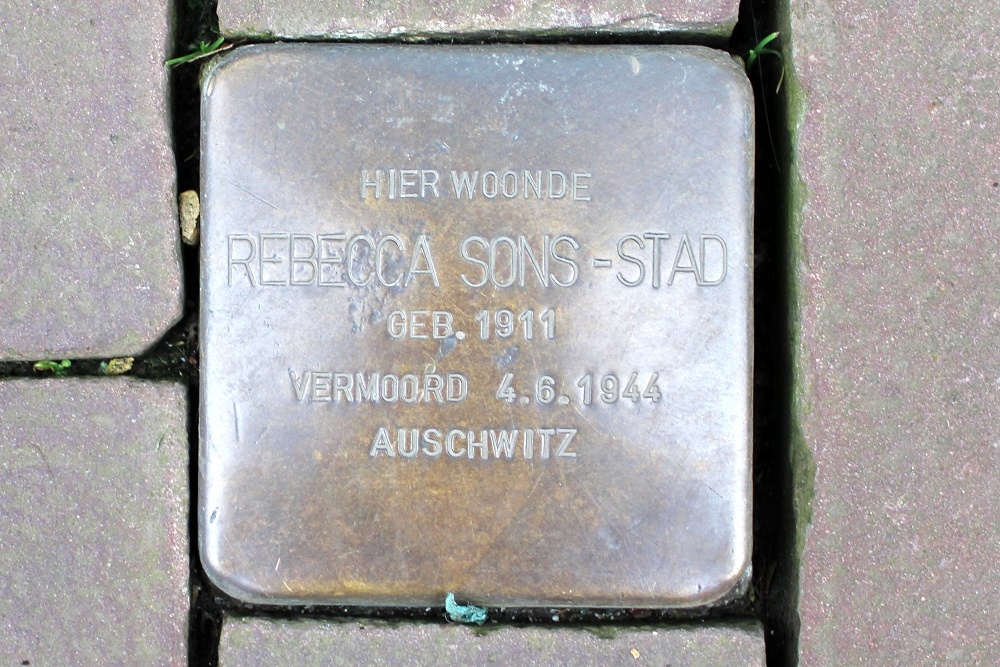 HIER WOONDE
REBECCA SONS-STAD
GEB. 1911
VERMOORD 4.6.1944
AUSCHWITZ